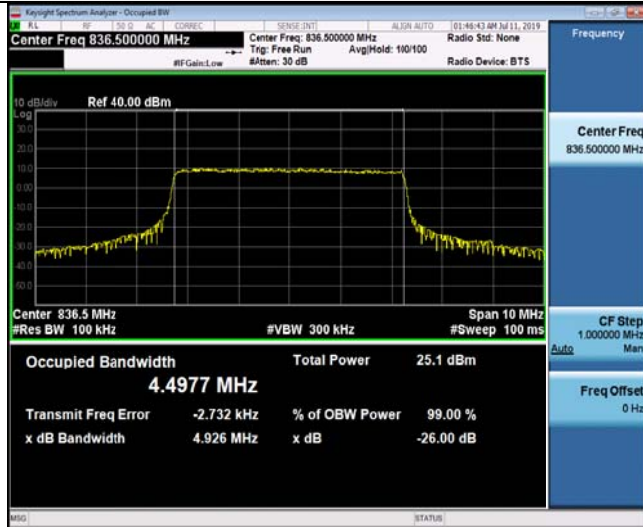 Keysight Spectrum Analyzer - Occupied BW
RL RF 50 Ω AC CORREC SENSE:INT ALIGN AUTO 01:46:43 AM Jul 11, 2019
Center Freq 836.500000 MHz
Center Freq: 836.500000 MHz
Radio Std: None
Trig: Free Run Avg|Hold: 100/100
#IFGain:Low #Atten: 30 dB Radio Device: BTS
Frequency
10 dB/div Ref 40.00 dBm
Log
30.0
20.0
10.0
0.00
-10.0
-20.0
-30.0
-40.0
-50.0
Center 836.5 MHz Span 10 MHz
#Res BW 100 kHz #VBW 300 kHz #Sweep 100 ms
Occupied Bandwidth Total Power 25.1 dBm
4.4977 MHz
Transmit Freq Error -2.732 kHz % of OBW Power 99.00 %
x dB Bandwidth 4.926 MHz x dB -26.00 dB
Center Freq
836.500000 MHz
CF Step
1.000000 MHz
Auto Man
Freq Offset
0 Hz
MSG STATUS